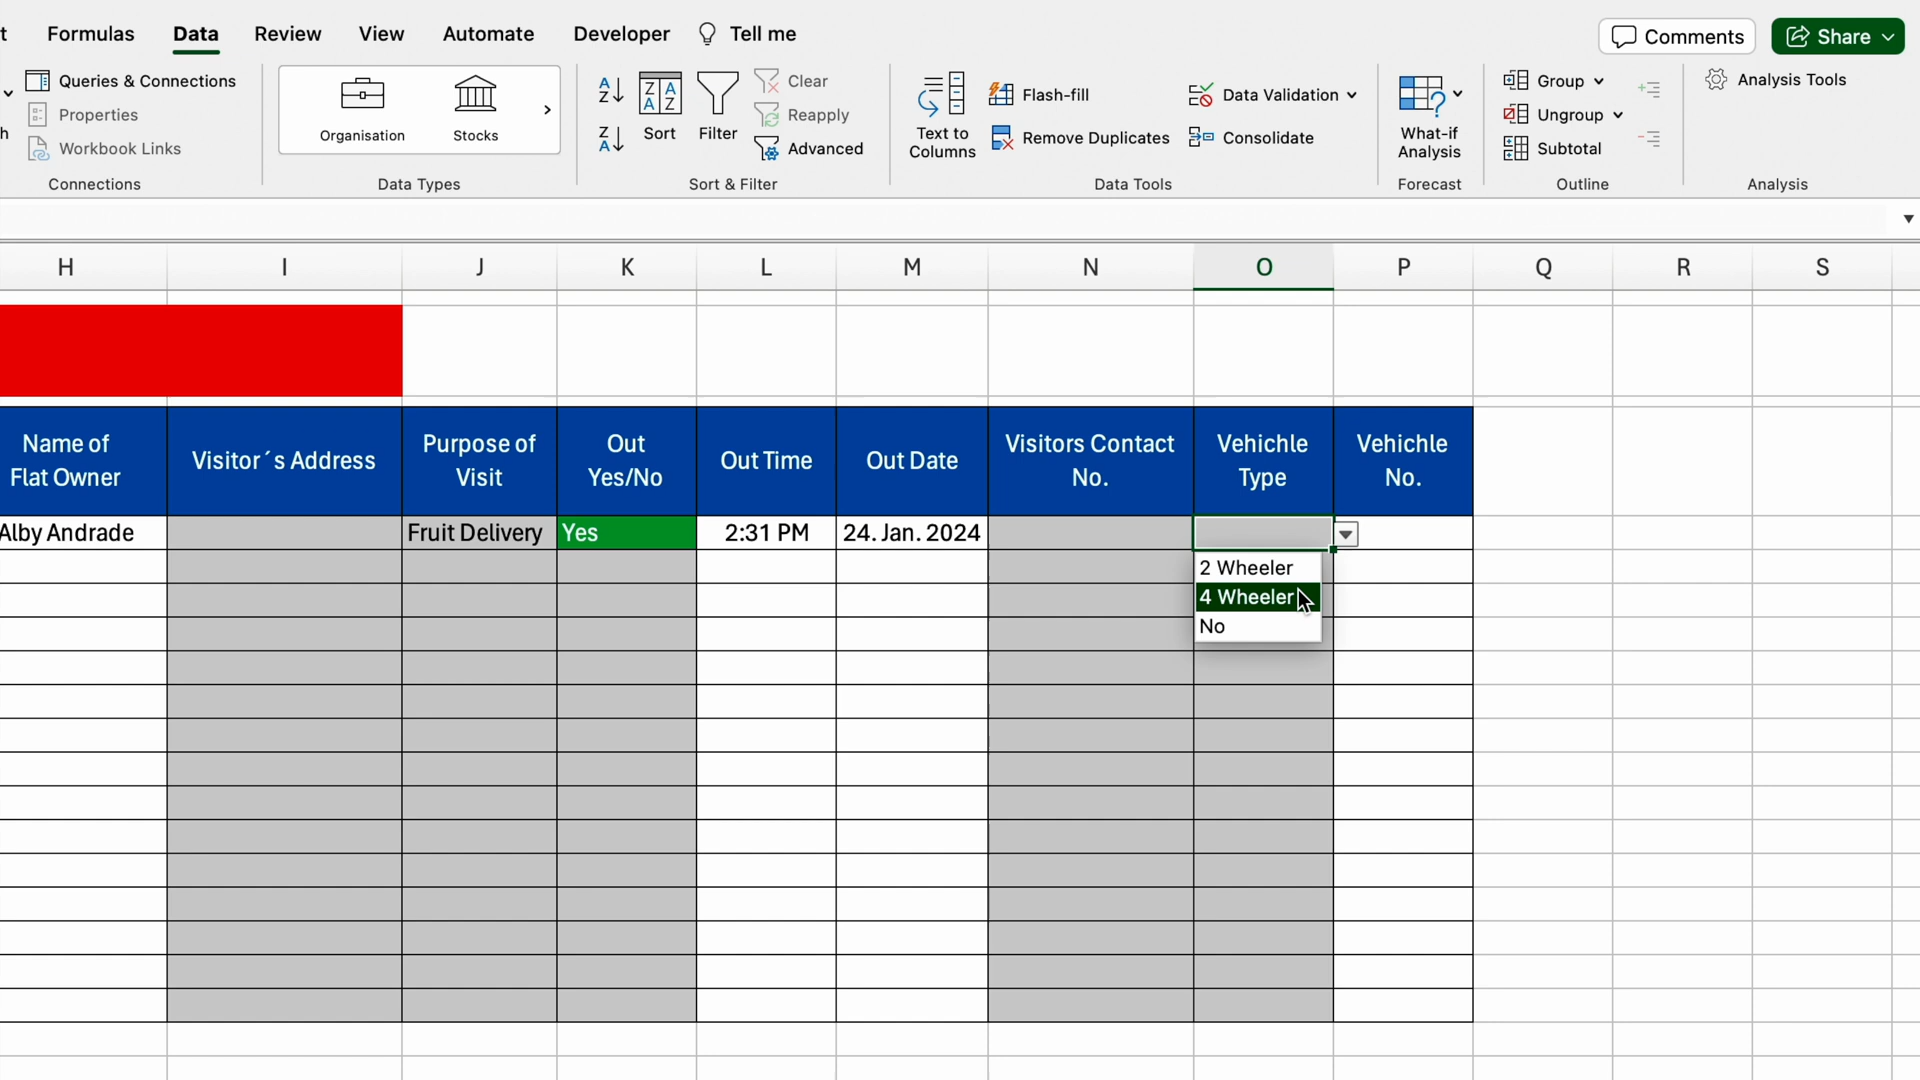 t Formulas Data Review View Automate Developer Tell me Comments Share
Queries & Connections
Properties
h Workbook Links
Connections
Organisation Stocks
Data Types
Sort Filter
Clear
Reapply
Advanced
Sort & Filter
Text to
Columns
Flash-fill
Remove Duplicates
Data Validation
Consolidate
Data Tools
What-if
Analysis
Forecast
Group
Ungroup
Subtotal
Outline
Analysis Tools
Analysis
H I J K L M N O P Q R S
Name of
Flat Owner
Visitor´s Address
Purpose of
Visit
Out
Yes/No
Out Time
Out Date
Visitors Contact
No.
Vehichle
Type
Vehichle
No.
Alby Andrade Fruit Delivery Yes 2:31 PM 24. Jan. 2024
2 Wheeler
4 Wheeler
No